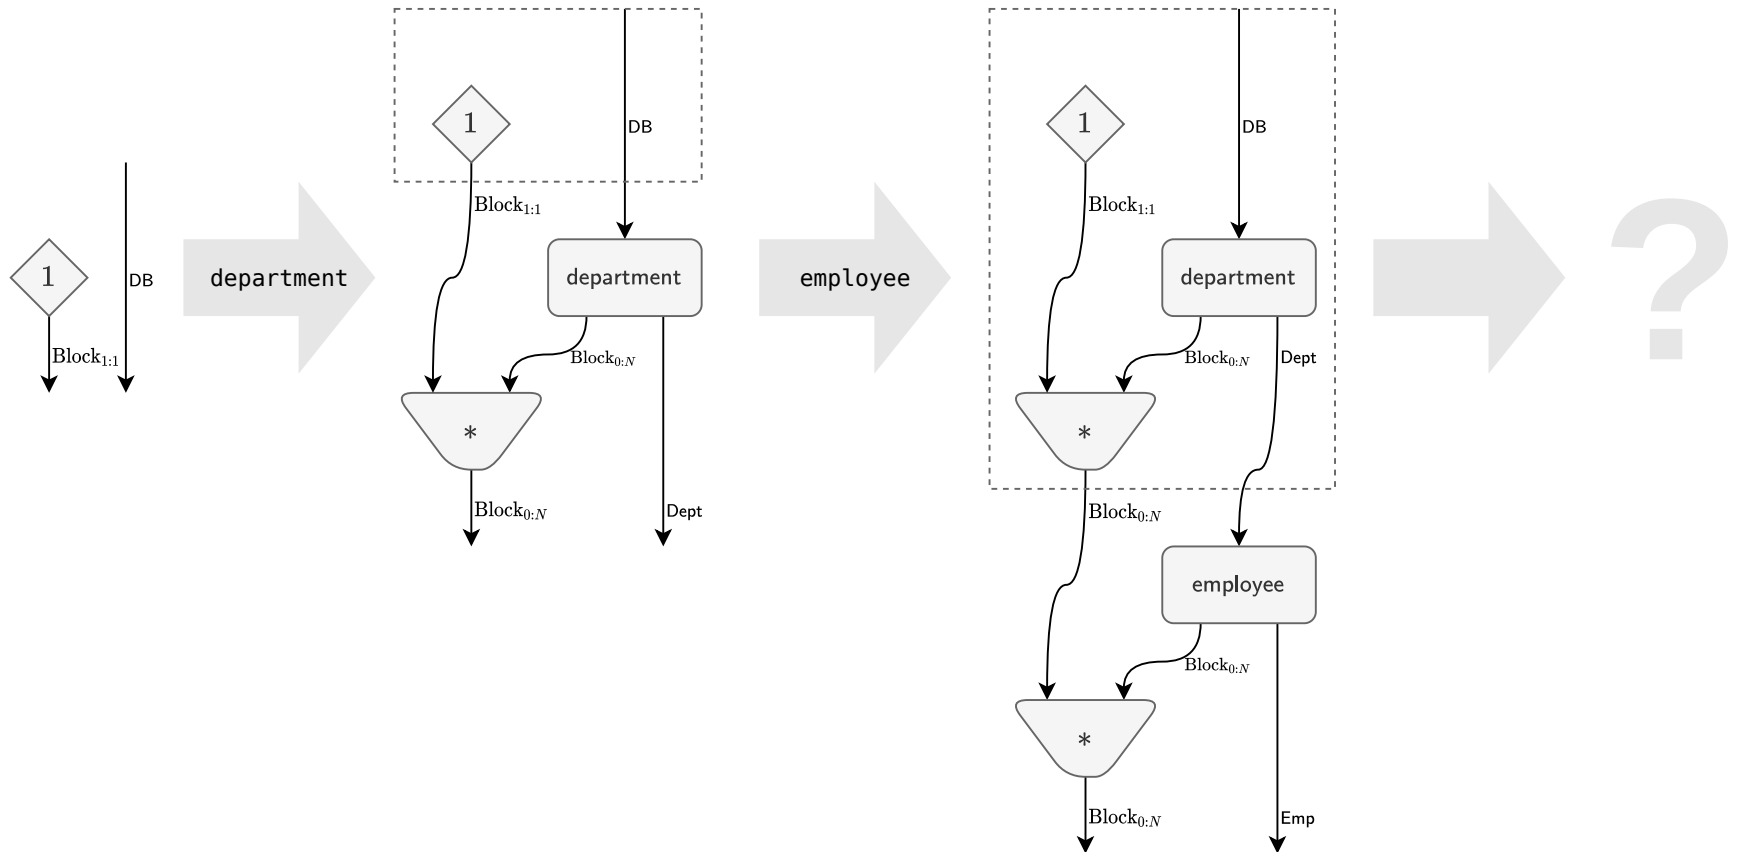 1
DB
Block1:1
department
1
DB
Block1:1
department
Block0:N
*
Block0:N
Dept
employee
1
DB
Block1:1
department
Block0:N
Dept
*
Block0:N
employee
Block0:N
*
Block0:N
Emp
?